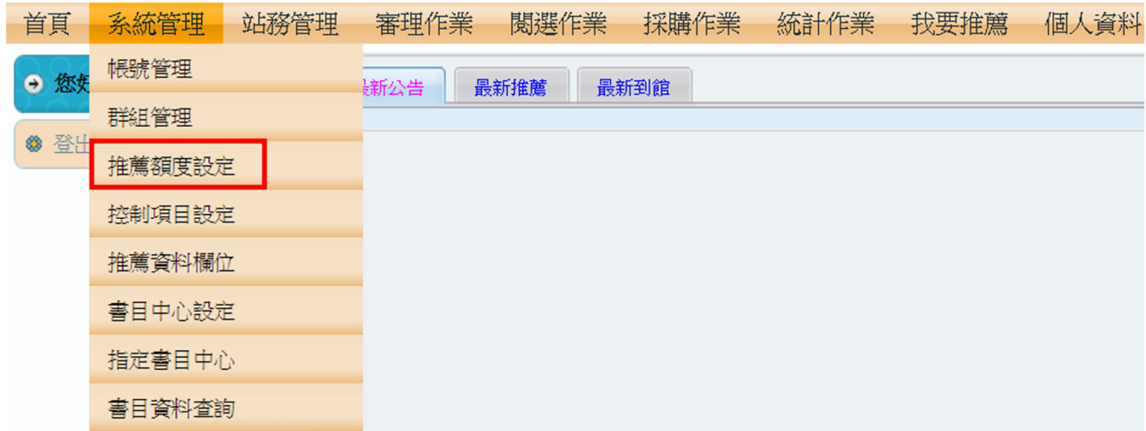 首頁 系統管理 站務管理 審理作業 閱選作業 採購作業 統計作業 我要推薦 個人資料
您好 最新公告 最新推薦 最新到館
登出
帳號管理
群組管理
推薦額度設定
控制項目設定
推薦資料欄位
書目中心設定
指定書目中心
書目資料查詢